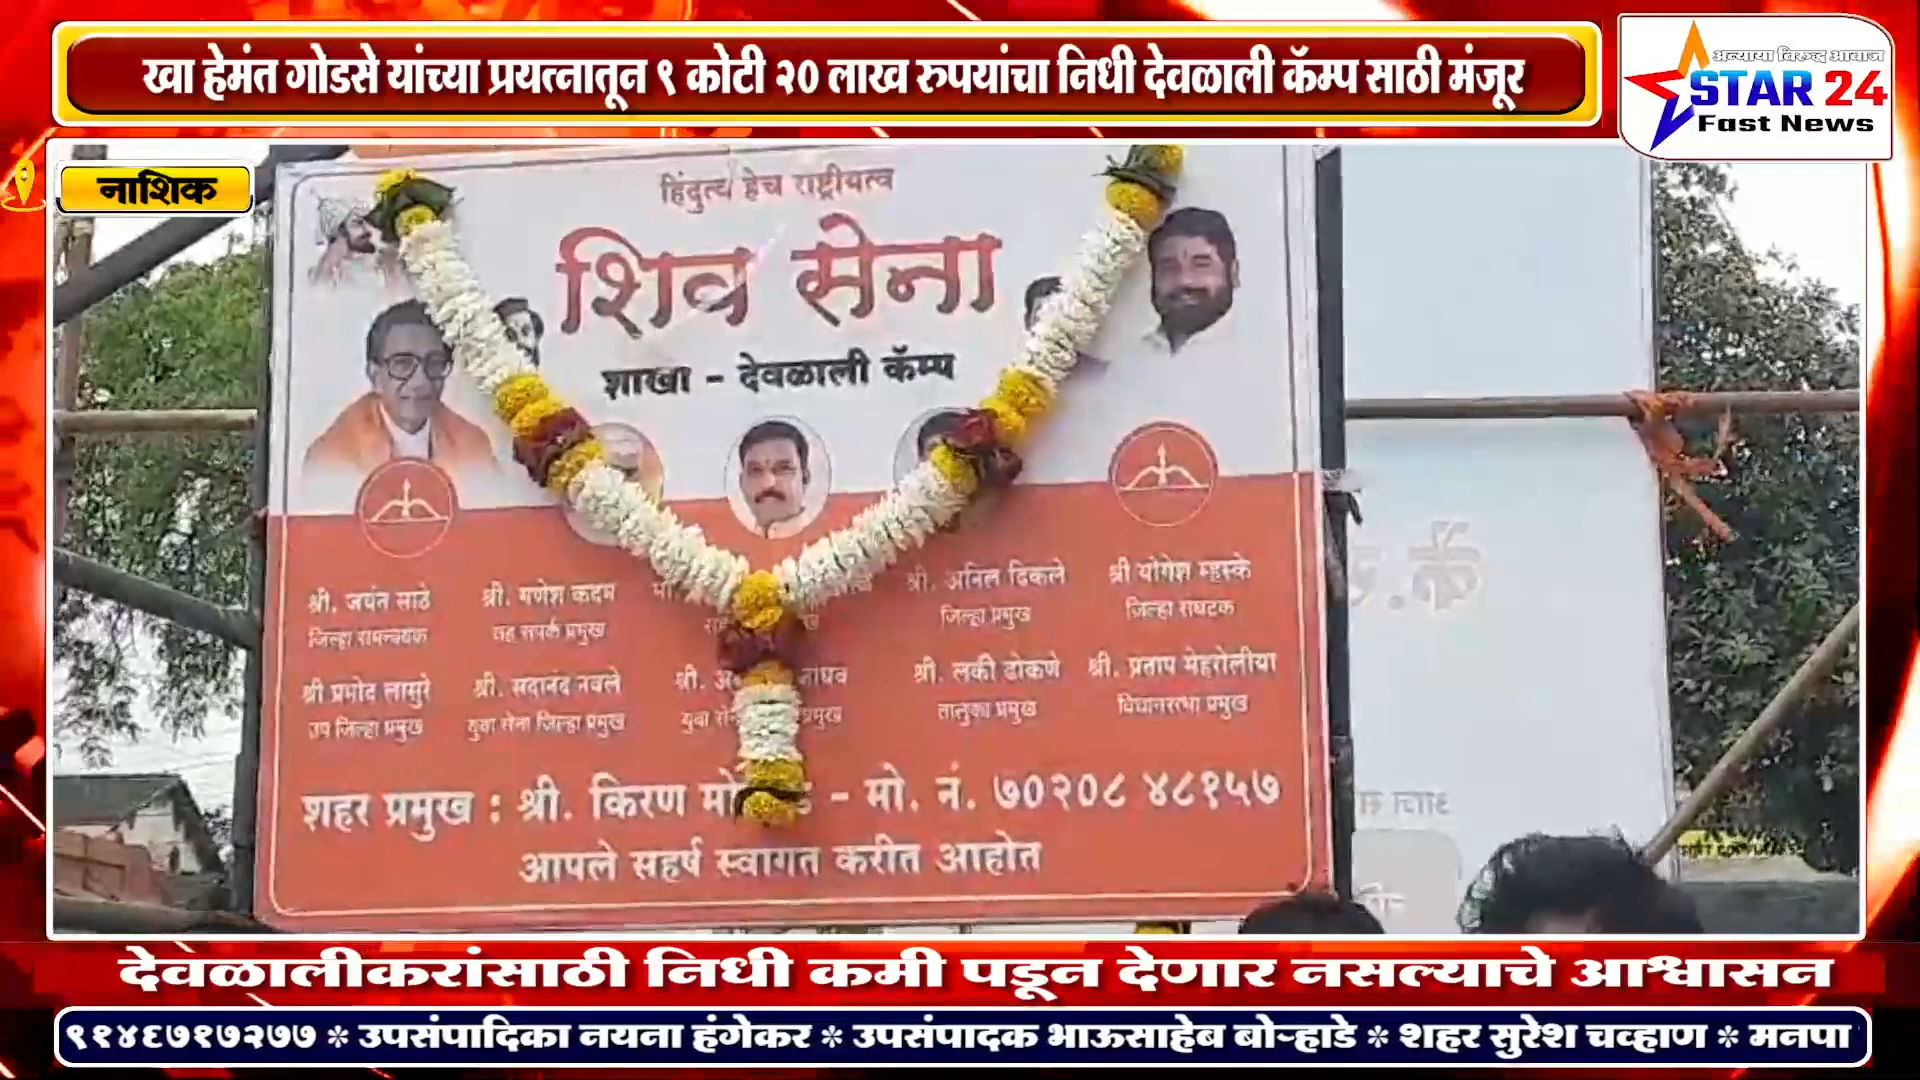 खा हेमंत गोडसे यांच्या प्रयत्नातून ९ कोटी २० लाख रुपयांचा निधी देवळाली कॅम्प साठी मंजूर
अन्याया विरुद्ध आवाज
STAR 24
Fast News
नाशिक
हिंदुत्व हेच राष्ट्रीयत्व
शिव सेना
शाखा - देवळाली कॅम्प
श्री. जयंत साठे
जिल्हा समन्वयक
श्री. गणेश कदम
सह संपर्क प्रमुख
श्री. अनिल ढिकले
जिल्हा प्रमुख
श्री योगेश म्हस्के
जिल्हा संघटक
श्री प्रमोद लासुरे
उप जिल्हा प्रमुख
श्री. सदानंद नवले
युवा सेना जिल्हा प्रमुख
श्री.
युवा प्रमुख
श्री. लकी ढोकणे
तालुका प्रमुख
श्री. प्रताप मेहरोलीया
विधानसभा प्रमुख
शहर प्रमुख : श्री. किरण - मो. नं. ७०२०८ ४८१५७
आपले सहर्ष स्वागत करीत आहोत
देवळालीकरांसाठी निधी कमी पडून देणार नसल्याचे आश्वासन
९१४६७१७२७७ * उपसंपादिका नयना हंगेकर * उपसंपादक भाऊसाहेब बोऱ्हाडे * शहर सुरेश चव्हाण * मनपा